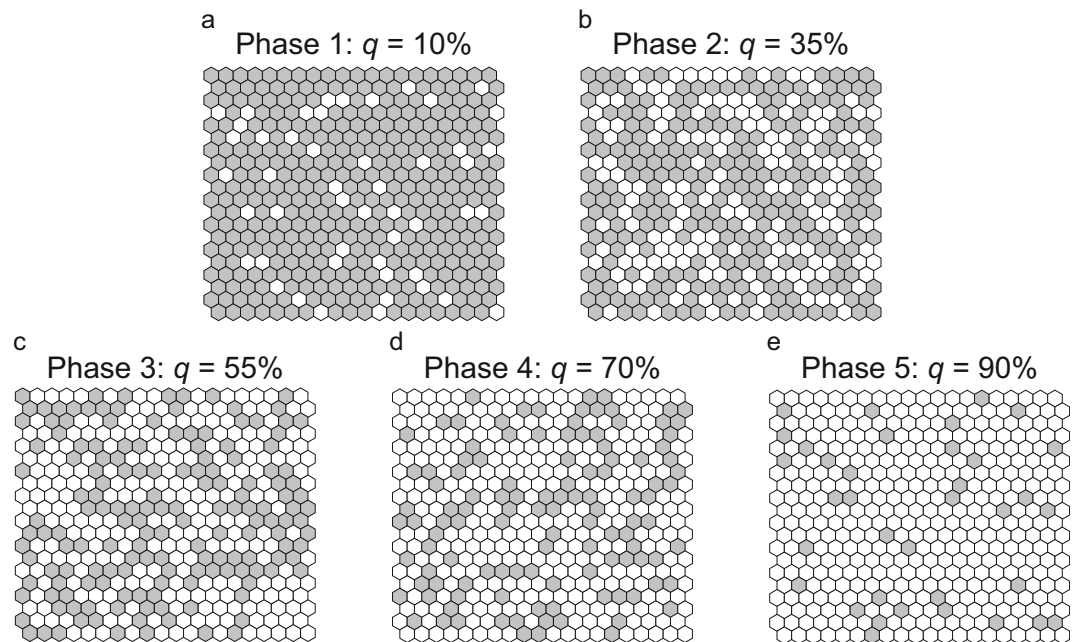 a
Phase 1: q = 10%
b
Phase 2: q = 35%
c
Phase 3: q = 55%
d
Phase 4: q = 70%
e
Phase 5: q = 90%